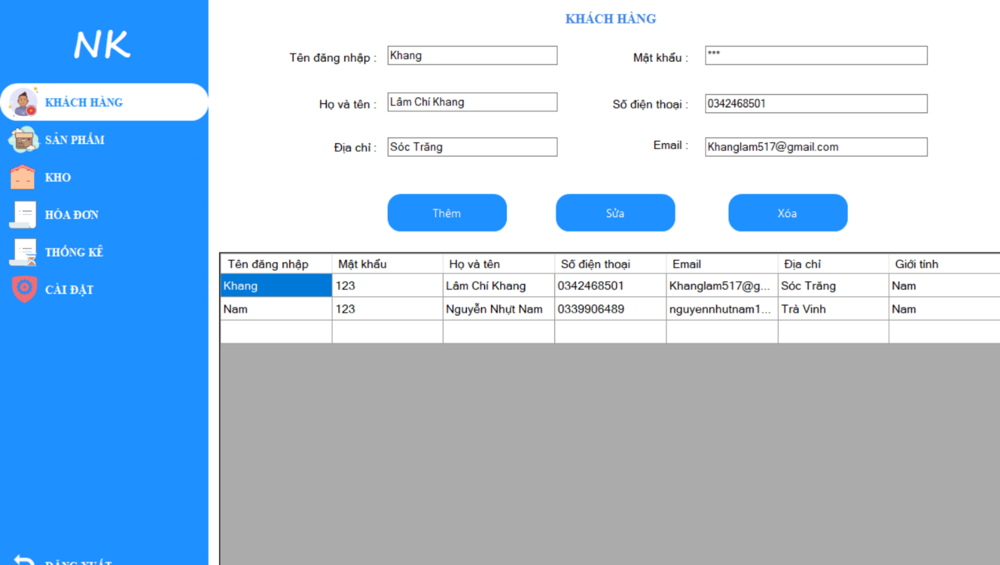 NK
KHÁCH HÀNG
SẢN PHẨM
KHO
HÓA ĐƠN
THỐNG KÊ
CÀI ĐẶT
ĐĂNG XUẤT
KHÁCH HÀNG
Tên đăng nhập : Khang Mật khẩu : ***
Họ và tên : Lâm Chí Khang Số điện thoại : 0342468501
Địa chỉ : Sóc Trăng Email : Khanglam517@gmail.com
Thêm Sửa Xóa
Tên đăng nhập Mật khẩu Họ và tên Số điện thoại Email Địa chỉ Giới tính
Khang 123 Lâm Chí Khang 0342468501 Khanglam517@g... Sóc Trăng Nam
Nam 123 Nguyễn Nhựt Nam 0339906489 nguyennhutnam1... Trà Vinh Nam